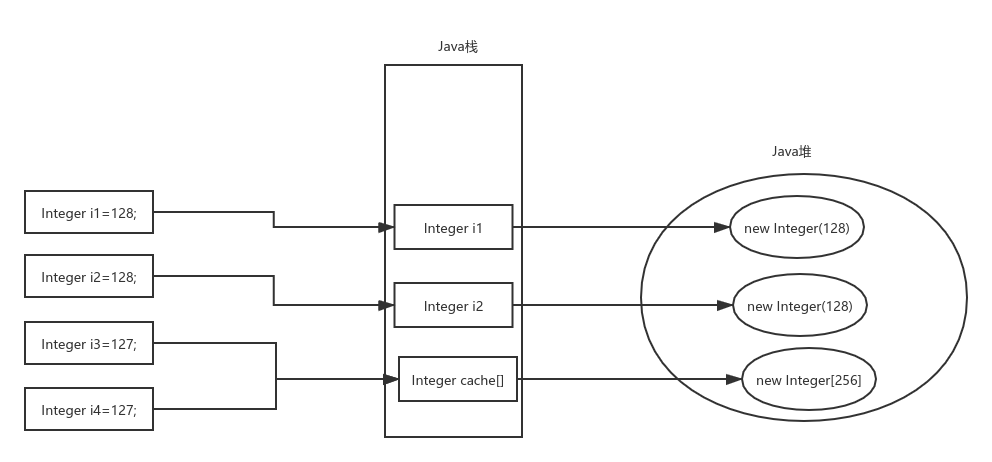 Java栈
Java堆
Integer i1=128;
Integer i1
new Integer(128)
Integer i2=128;
Integer i2
new Integer(128)
Integer i3=127;
Integer cache[]
new Integer[256]
Integer i4=127;